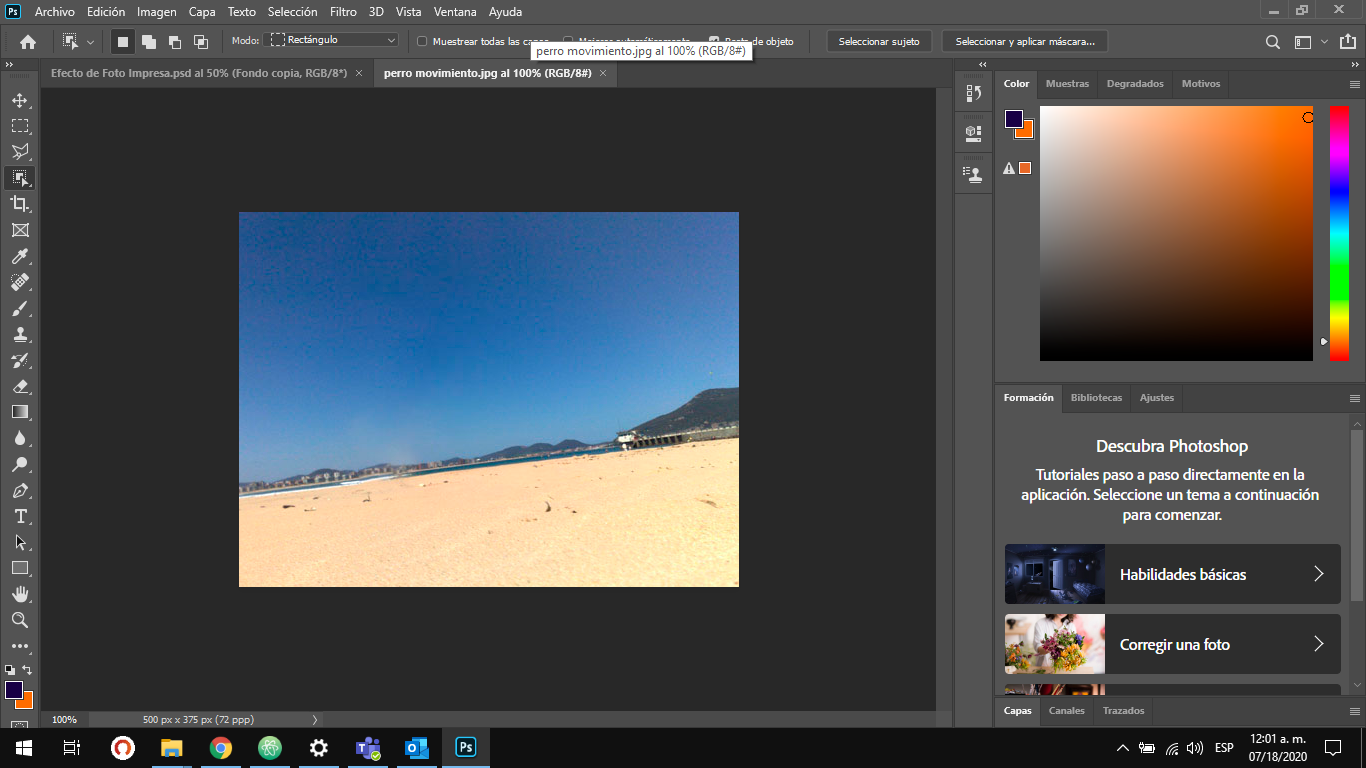 Ps Archivo Edición Imagen Capa Texto Selección Filtro 3D Vista Ventana Ayuda
Modo: Rectángulo Muestrear todas las capas Mejorar automáticamente Resta de objeto Seleccionar sujeto Seleccionar y aplicar máscara...
perro movimiento.jpg al 100% (RGB/8#)
Efecto de Foto Impresa.psd al 50% (Fondo copia, RGB/8*) × perro movimiento.jpg al 100% (RGB/8#) ×
Color Muestras Degradados Motivos
Formación Bibliotecas Ajustes
Descubra Photoshop
Tutoriales paso a paso directamente en la
aplicación. Seleccione un tema a continuación
para comenzar.
Habilidades básicas
Corregir una foto
Capas Canales Trazados
100% 500 px x 375 px (72 ppp)
Ps
ESP
12:01 a. m.
07/18/2020